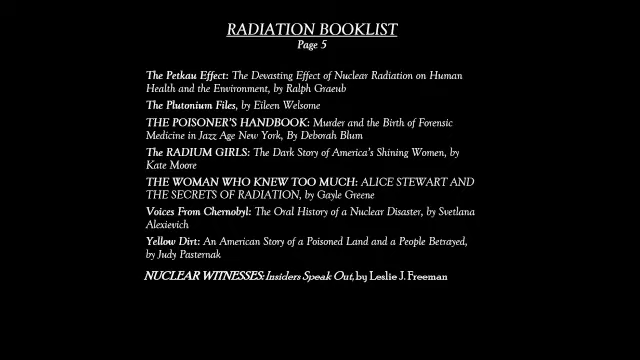 RADIATION BOOKLIST
Page 5
The Petkau Effect: The Devasting Effect of Nuclear Radiation on Human
Health and the Environment, by Ralph Graeub
The Plutonium Files, by Eileen Welsome
THE POISONER'S HANDBOOK: Murder and the Birth of Forensic
Medicine in Jazz Age New York, By Deborah Blum
The RADIUM GIRLS: The Dark Story of America's Shining Women, by
Kate Moore
THE WOMAN WHO KNEW TOO MUCH: ALICE STEWART AND
THE SECRETS OF RADIATION, by Gayle Greene
Voices From Chernobyl: The Oral History of a Nuclear Disaster, by Svetlana
Alexievich
Yellow Dirt: An American Story of a Poisoned Land and a People Betrayed,
by Judy Pasternak
NUCLEAR WITNESSES: Insiders Speak Out, by Leslie J. Freeman